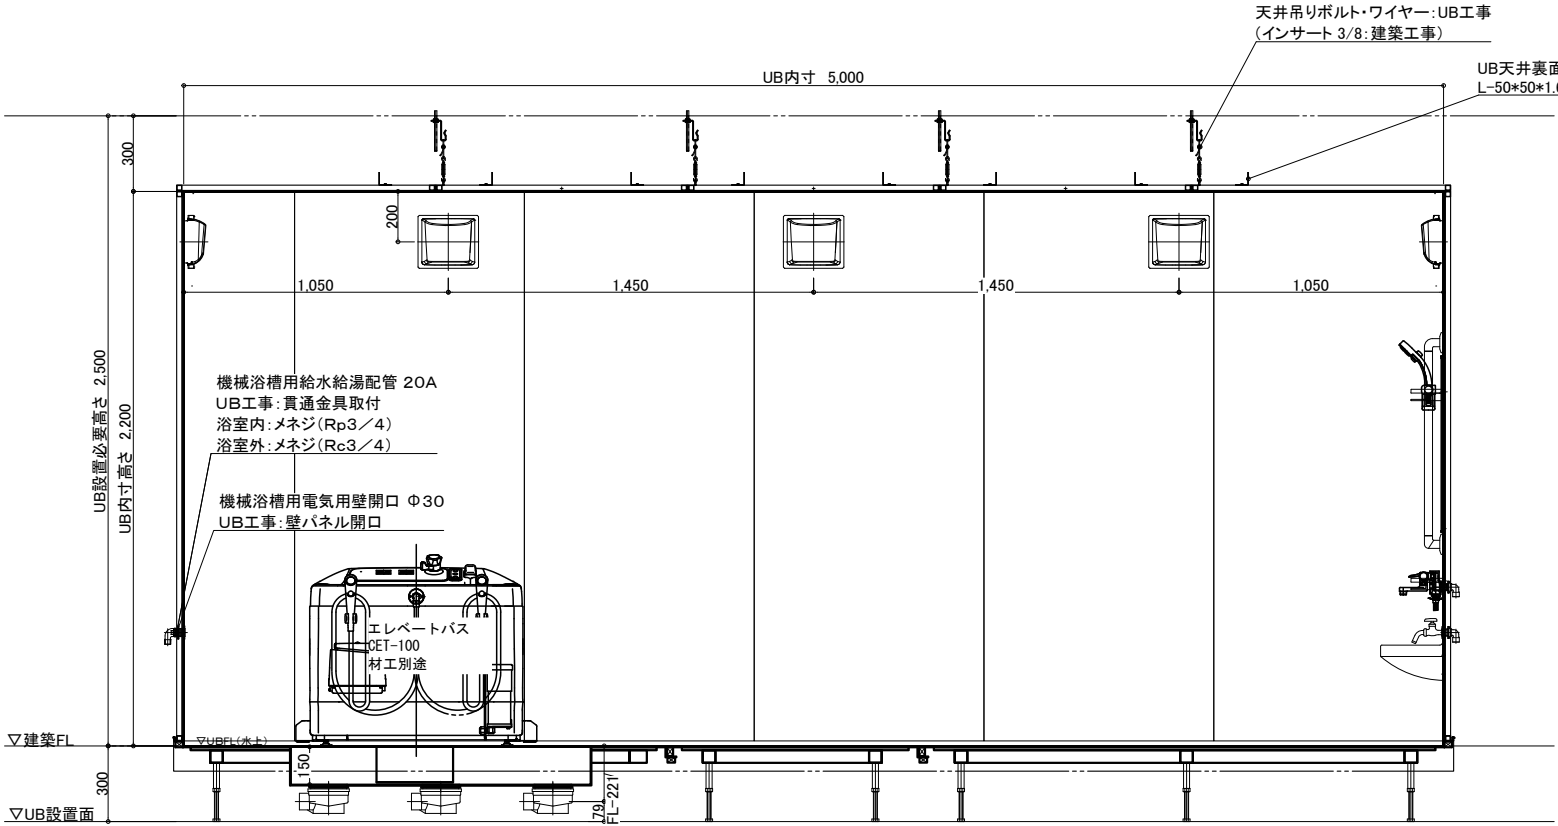 天井吊りボルト・ワイヤー:UB工事
(インサート 3/8:建築工事)
UB天井裏面
L-50*50*1.
UB内寸 5,000
300
200
1,050
1,450
1,450
1,050
UB設置必要高さ 2,500
UB内寸高さ 2,200
機械浴槽用給水給湯配管 20A
UB工事:貫通金具取付
浴室内:メネジ(Rp3/4)
浴室外:メネジ(Rc3/4)
機械浴槽用電気用壁開口 Φ30
UB工事:壁パネル開口
エレベートバス
CET-100
材工別途
▽建築FL
▽UBFL(水上)
150
300
79
FL-221
▽UB設置面